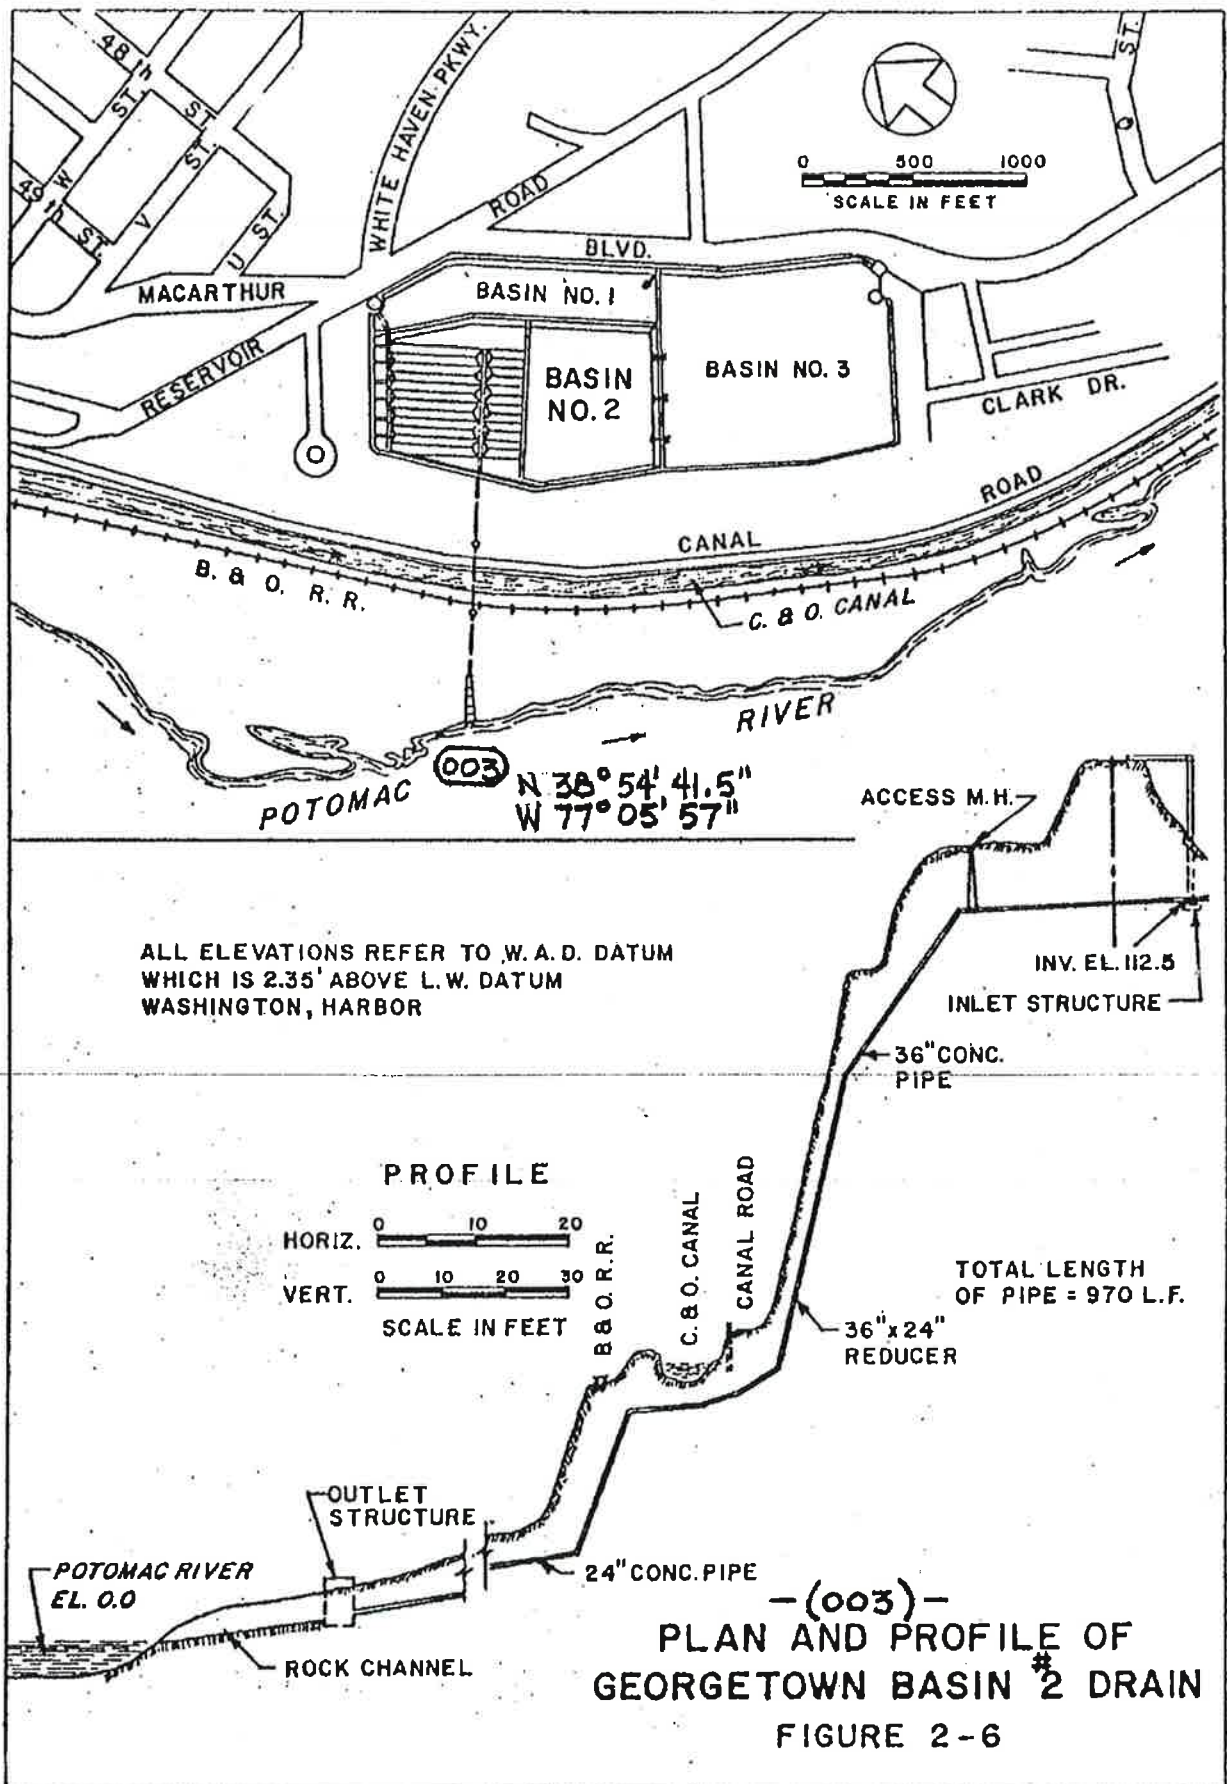 48th ST.
49th ST.
W ST.
V ST.
U ST.
WHITE HAVEN PKWY.
ST.
0 500 1000
SCALE IN FEET
ROAD
BLVD.
MACARTHUR
RESERVOIR
BASIN NO. 1
BASIN
NO. 2
BASIN NO. 3
CLARK DR.
ROAD
CANAL
B. & O. R. R.
C. & O. CANAL
RIVER
POTOMAC
003
N 38° 54' 41.5"
W 77° 05' 57"
ACCESS M.H.
ALL ELEVATIONS REFER TO W.A.D. DATUM
WHICH IS 2.35' ABOVE L.W. DATUM
WASHINGTON, HARBOR
INV. EL. 112.5
INLET STRUCTURE
36" CONC.
PIPE
PROFILE
HORIZ. 0 10 20
VERT. 0 10 20 30
SCALE IN FEET
B & O. R.R.
C. & O. CANAL
CANAL ROAD
TOTAL LENGTH
OF PIPE = 970 L.F.
36" x 24"
REDUCER
OUTLET
STRUCTURE
POTOMAC RIVER
EL. 0.0
24" CONC. PIPE
ROCK CHANNEL
-(003)-
PLAN AND PROFILE OF
GEORGETOWN BASIN #2 DRAIN
FIGURE 2-6